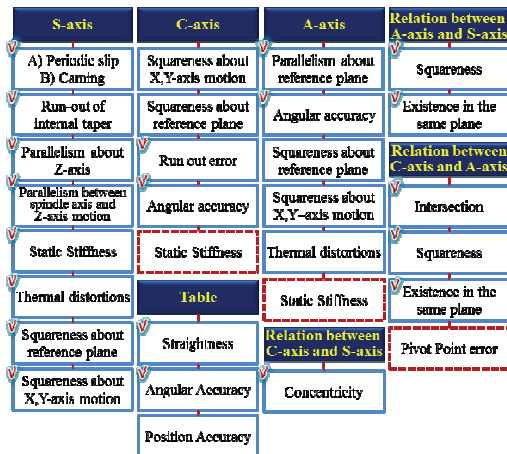 S-axis
A) Periodic slip
B) Caming
Run-out of
internal taper
Parallelism about
Z-axis
Parallelism between
spindle axis and
Z-axis motion
Static Stiffness
Thermal distortions
Squareness about
reference plane
Squareness about
X,Y-axis motion
C-axis
Squareness about
X,Y-axis motion
Squareness about
reference plane
Run out error
Angular accuracy
Static Stiffness
Table
Straightness
Angular Accuracy
Position Accuracy
A-axis
Parallelism about
reference plane
Angular accuracy
Squareness about
reference plane
Squareness about
X,Y-axis motion
Thermal distortions
Static Stiffness
Relation between
C-axis and S-axis
Concentricity
Relation between
A-axis and S-axis
Squareness
Existence in the
same plane
Relation between
C-axis and A-axis
Intersection
Squareness
Existence in the
same plane
Pivot Point error